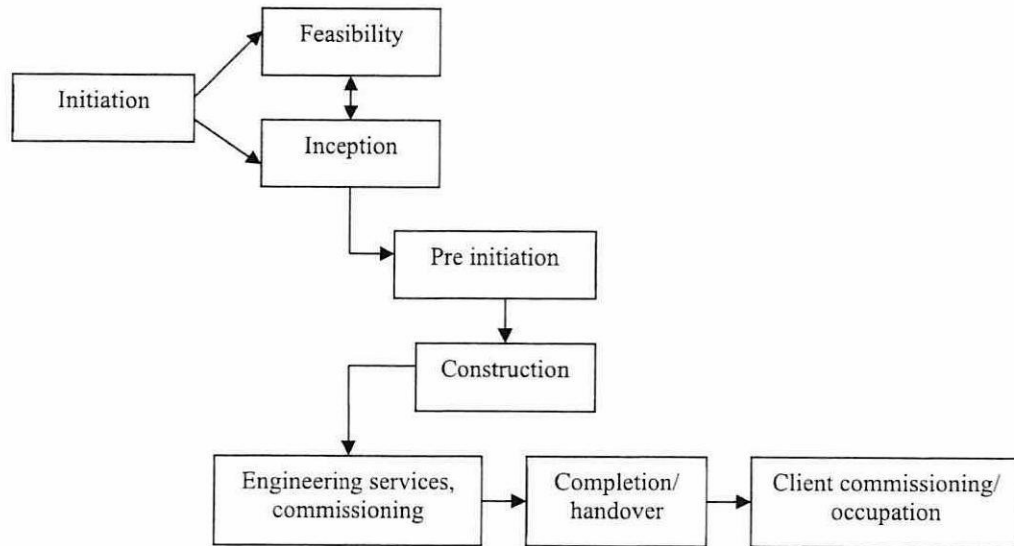 Feasibility
Initiation
Inception
Pre initiation
Construction
Engineering services,
commissioning
Completion/
handover
Client commissioning/
occupation